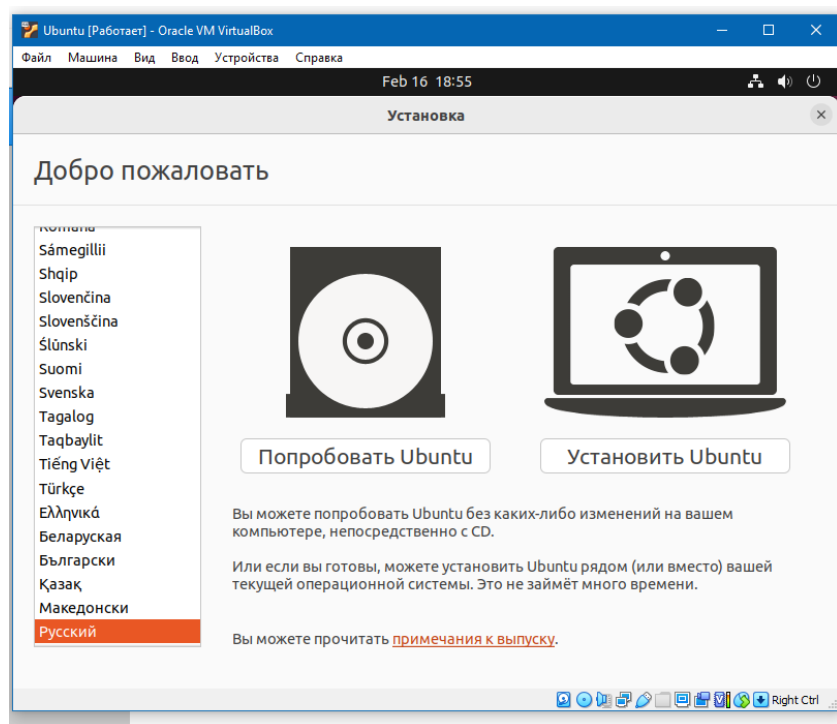 Ubuntu [Работает] - Oracle VM VirtualBox
Файл Машина Вид Ввод Устройства Справка
Feb 16 18:55
Установка
Добро пожаловать
Română
Sámegillii
Shqip
Slovenčina
Slovenščina
Ślůnski
Suomi
Svenska
Tagalog
Taqbaylit
Tiếng Việt
Türkçe
Ελληνικά
Беларуская
Български
Қазақ
Македонски
Русский
Попробовать Ubuntu
Установить Ubuntu
Вы можете попробовать Ubuntu без каких-либо изменений на вашем
компьютере, непосредственно с CD.
Или если вы готовы, можете установить Ubuntu рядом (или вместо) вашей
текущей операционной системы. Это не займёт много времени.
Вы можете прочитать примечания к выпуску.
Right Ctrl